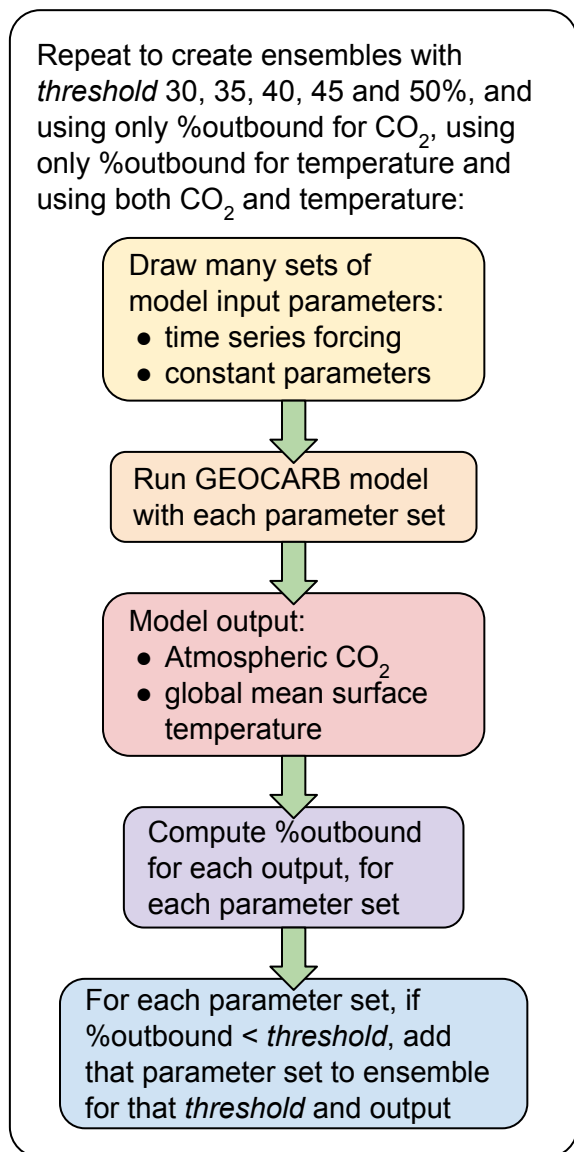 Repeat to create ensembles with
threshold 30, 35, 40, 45 and 50%, and
using only %outbound for CO₂, using
only %outbound for temperature and
using both CO₂ and temperature:
Draw many sets of
model input parameters:
● time series forcing
● constant parameters
Run GEOCARB model
with each parameter set
Model output:
● Atmospheric CO₂
● global mean surface
temperature
Compute %outbound
for each output, for
each parameter set
For each parameter set, if
%outbound < threshold, add
that parameter set to ensemble
for that threshold and output